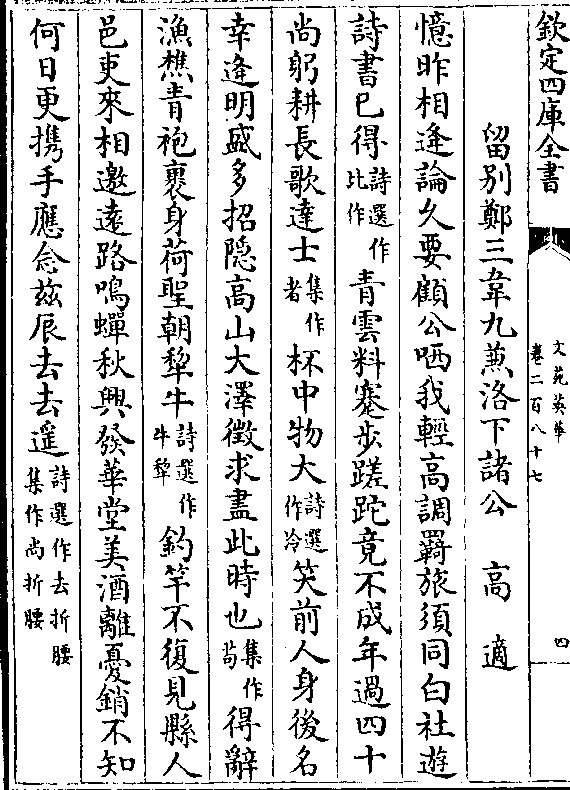 欽定四庫全書
文苑英華
卷二百八十七
四
留別鄭三韋九蒹洛下諸公 高適
憶昨相逢論久要顧公哂我輕高調羇旅須同白社遊
詩書已得詩選作比作青雲料蹇步蹉跎竟不成年過四十
尚躬耕長歌達士集作者杯中物大詩選作冷笑前人身後名
幸逢明盛多招隱高山大澤徵求盡此時也集作茍得辭
漁樵青袍裹身荷聖朝犂牛詩選作牛犂釣竿不復見縣人
邑吏來相邀遠路鳴蟬秋興發華堂美酒離憂銷不知
何日更携手應念茲辰去去遥詩選作去折腰集作尚折腰